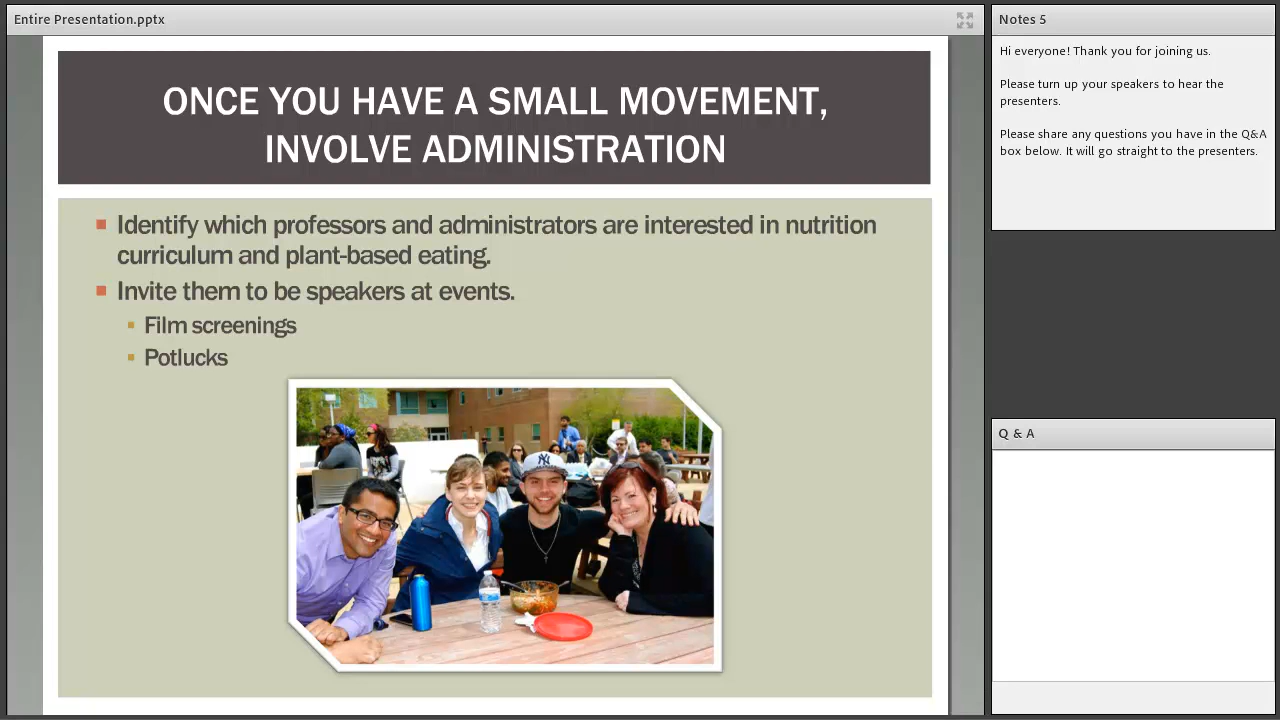 Entire Presentation.pptx
ONCE YOU HAVE A SMALL MOVEMENT,
INVOLVE ADMINISTRATION
Identify which professors and administrators are interested in nutrition
curriculum and plant-based eating.
Invite them to be speakers at events.
Film screenings
Potlucks
Notes 5
Hi everyone! Thank you for joining us.
Please turn up your speakers to hear the
presenters.
Please share any questions you have in the Q&A
box below. It will go straight to the presenters.
Q & A